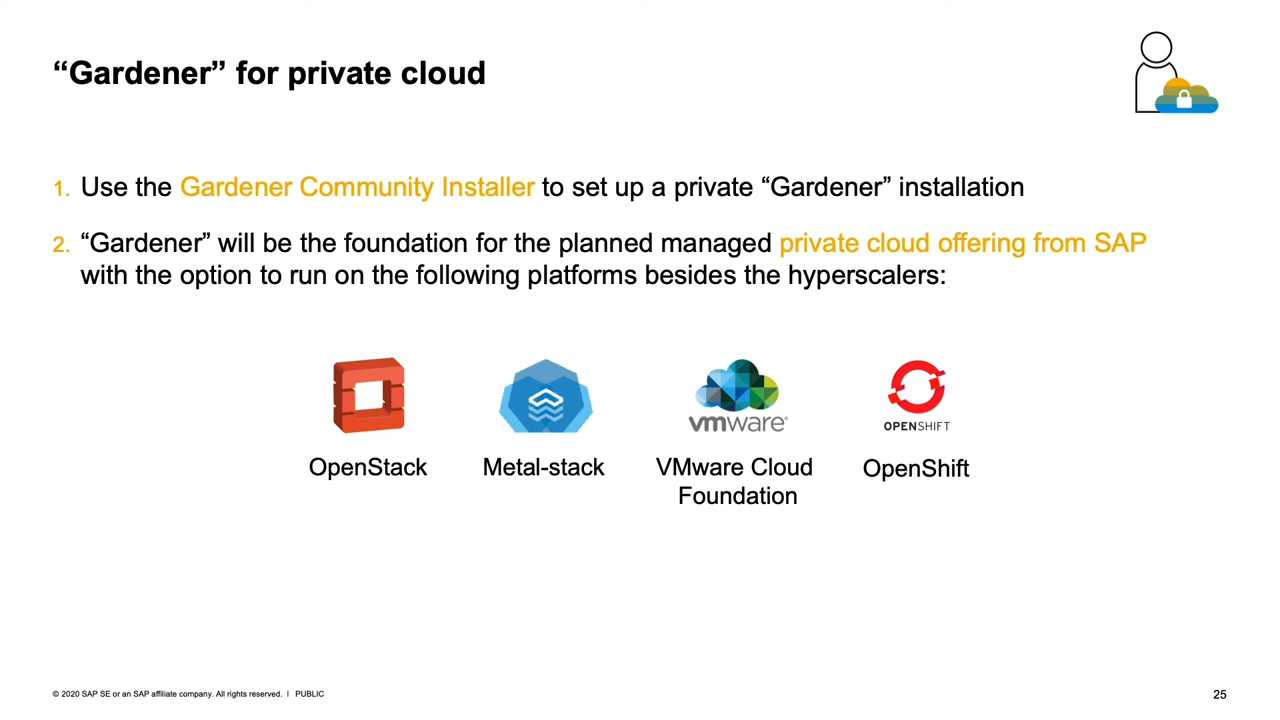 “Gardener” for private cloud
1. Use the Gardener Community Installer to set up a private “Gardener” installation
2. “Gardener” will be the foundation for the planned managed private cloud offering from SAP
with the option to run on the following platforms besides the hyperscalers:
vmware®
OPENSHIFT
OpenStack
Metal-stack
VMware Cloud
Foundation
OpenShift
© 2020 SAP SE or an SAP affiliate company. All rights reserved. | PUBLIC
25